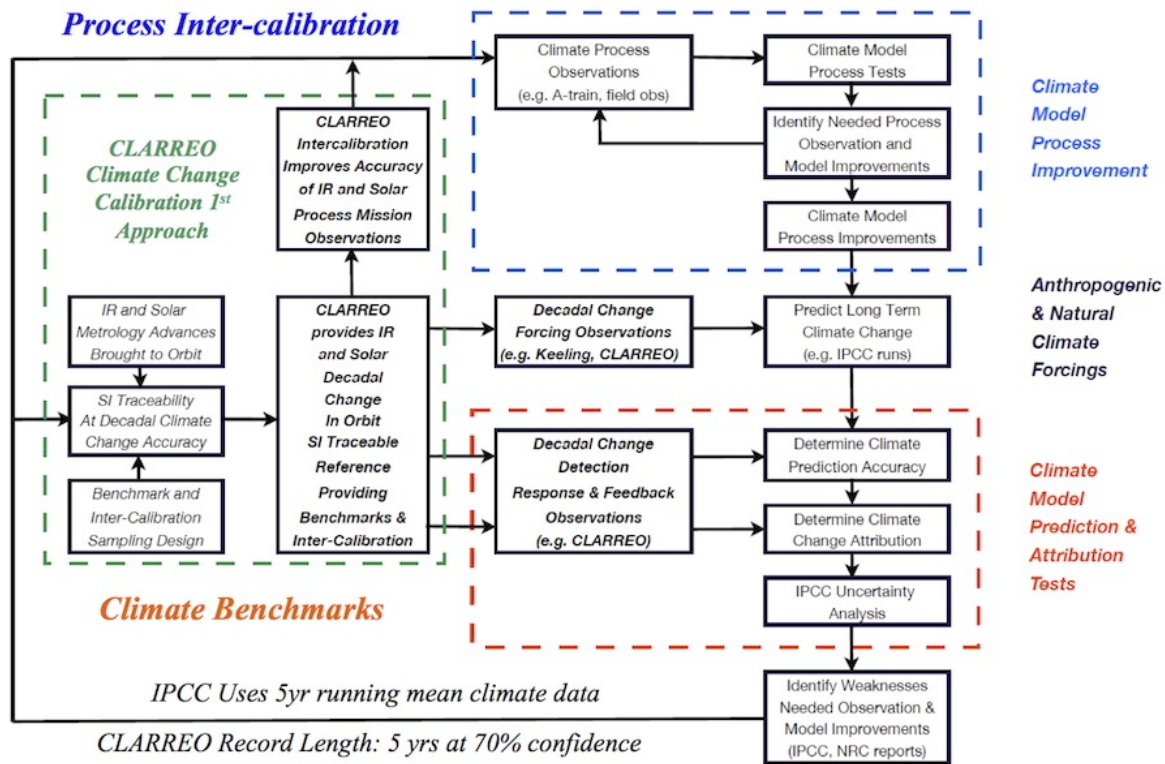 Process Inter-calibration
Climate Process
Observations
(e.g. A-train, field obs)
Climate Model
Process Tests
Identify Needed Process
Observation and
Model Improvements
Climate Model
Process Improvements
Climate
Model
Process
Improvement
CLARREO
Climate Change
Calibration 1st
Approach
CLARREO
Intercalibration
Improves Accuracy
of IR and Solar
Process Mission
Observations
IR and Solar
Metrology Advances
Brought to Orbit
SI Traceability
At Decadal Climate
Change Accuracy
Benchmark and
Inter-Calibration
Sampling Design
CLARREO
provides IR
and Solar
Decadal
Change
In Orbit
SI Traceable
Reference
Providing
Benchmarks &
Inter-Calibration
Decadal Change
Forcing Observations
(e.g. Keeling, CLARREO)
Predict Long Term
Climate Change
(e.g. IPCC runs)
Anthropogenic
& Natural
Climate
Forcings
Decadal Change
Detection
Response & Feedback
Observations
(e.g. CLARREO)
Determine Climate
Prediction Accuracy
Determine Climate
Change Attribution
IPCC Uncertainty
Analysis
Climate
Model
Prediction &
Attribution
Tests
Climate Benchmarks
IPCC Uses 5yr running mean climate data
CLARREO Record Length: 5 yrs at 70% confidence
Identify Weaknesses
Needed Observation &
Model Improvements
(IPCC, NRC reports)